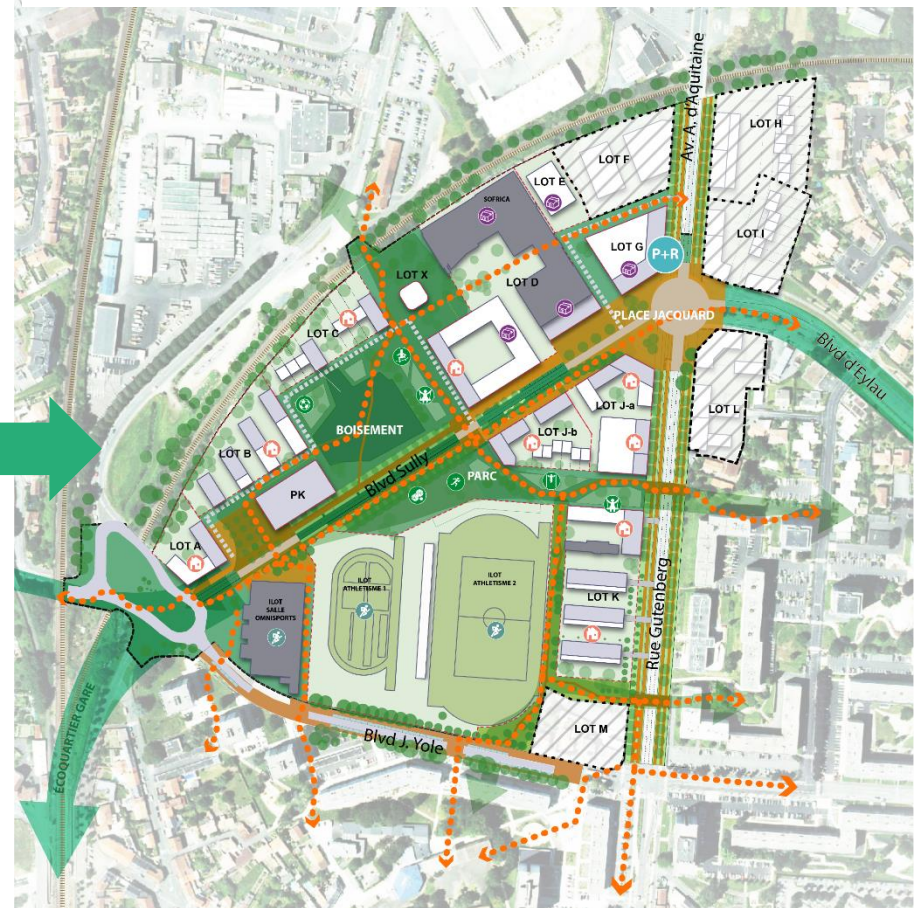 Av. A. d'Aquitaine
LOT H
LOT F
LOT E
SOFRICA
LOT I
LOT G
P+R
LOT X
LOT D
PLACE JACQUARD
LOT C
Blvd d'Eylau
LOT J-a
LOT L
BOISEMENT
LOT J-b
LOT B
Blvd Sully
PARC
PK
LOT A
ILOT
ATHLETISME 1
ILOT
ATHLETISME 2
LOT K
ILOT
SALLE
OMNISPORTS
Rue Gutenberg
LOT M
Blvd J. Yole
ÉCOQUARTIER GARE